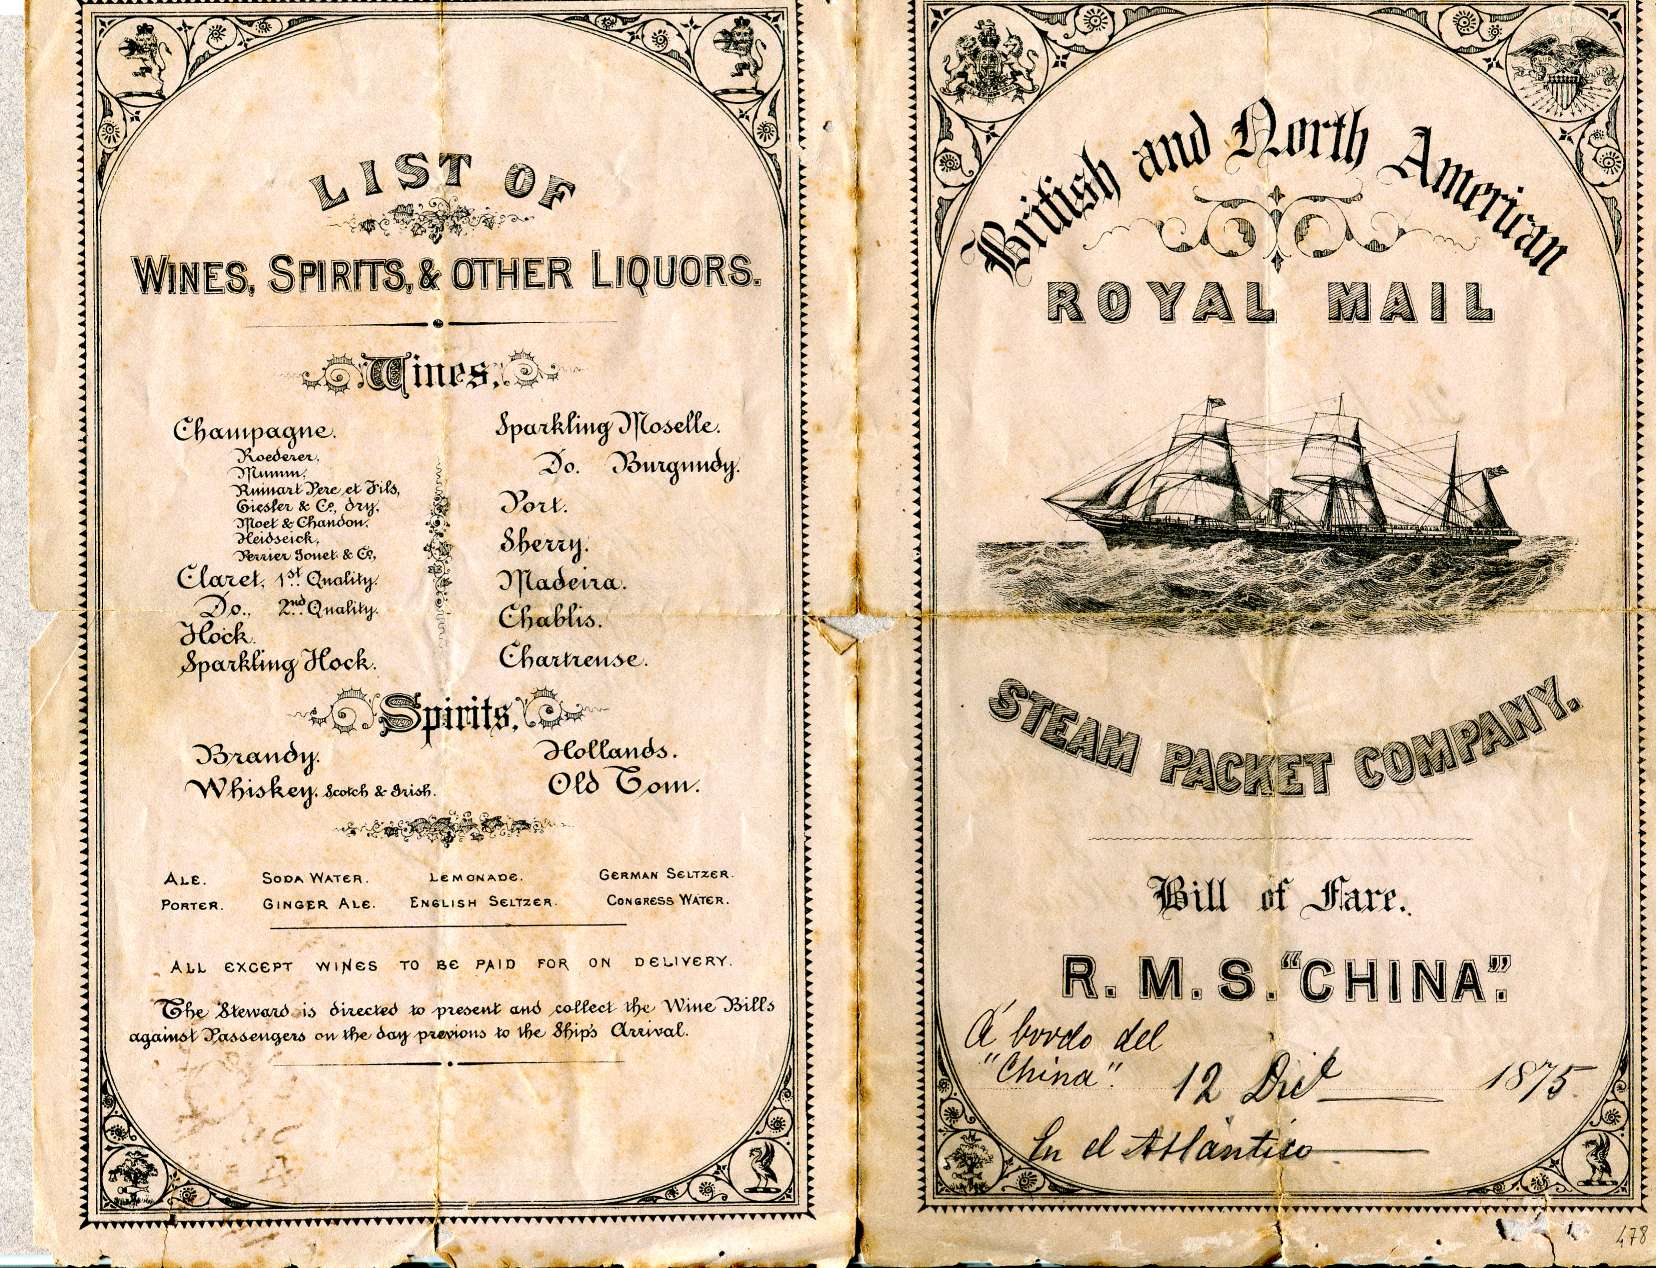 LIST OF
WINES, SPIRITS, & OTHER LIQUORS.
Wines.
Champagne.
Roederer.
Mumm.
Ruinart Pere et Fils,
Giesler & Co, dry,
Moet & Chandon.
Heidseick,
Perrier Jouet & Co,
Claret, 1st Quality.
Do., 2nd Quality.
Hock.
Sparkling Hock.
Sparkling Moselle.
Do. Burgundy.
Port.
Sherry.
Madeira.
Chablis.
Chartreuse.
Spirits.
Brandy. Hollands.
Whiskey, Scotch & Irish. Old Tom.
ALE. SODA WATER. LEMONADE. GERMAN SELTZER.
PORTER. GINGER ALE. ENGLISH SELTZER. CONGRESS WATER.
ALL EXCEPT WINES TO BE PAID FOR ON DELIVERY.
The Steward is directed to present and collect the Wine Bills
against Passengers on the day previous to the Ship's Arrival.
British and North American
ROYAL MAIL
STEAM PACKET COMPANY.
Bill of Fare.
R. M. S. "CHINA".
A bordo del
"China". 12 Dic 1875.
En el Atlántico
478